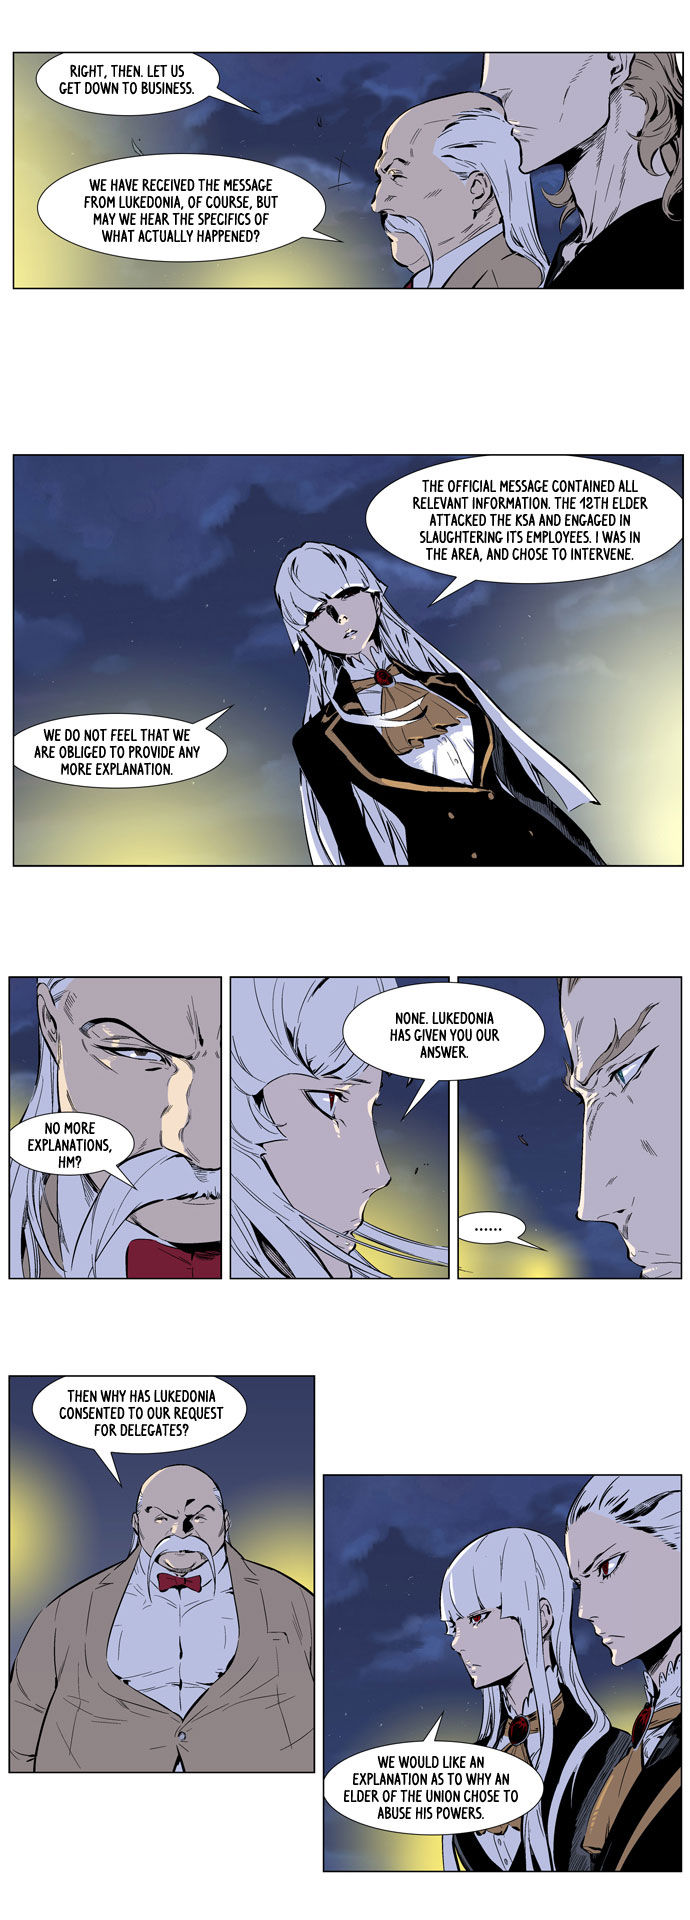 RIGHT, THEN. LET US
GET DOWN TO BUSINESS.
WE HAVE RECEIVED THE MESSAGE
FROM LUKEDONIA, OF COURSE, BUT
MAY WE HEAR THE SPECIFICS OF
WHAT ACTUALLY HAPPENED?
THE OFFICIAL MESSAGE CONTAINED ALL
RELEVANT INFORMATION. THE 12TH ELDER
ATTACKED THE KSA AND ENGAGED IN
SLAUGHTERING ITS EMPLOYEES. I WAS IN
THE AREA, AND CHOSE TO INTERVENE.
WE DO NOT FEEL THAT WE
ARE OBLIGED TO PROVIDE ANY
MORE EXPLANATION.
NO MORE
EXPLANATIONS,
HM?
NONE. LUKEDONIA
HAS GIVEN YOU OUR
ANSWER.
......
THEN WHY HAS LUKEDONIA
CONSENTED TO OUR REQUEST
FOR DELEGATES?
WE WOULD LIKE AN
EXPLANATION AS TO WHY AN
ELDER OF THE UNION CHOSE TO
ABUSE HIS POWERS.